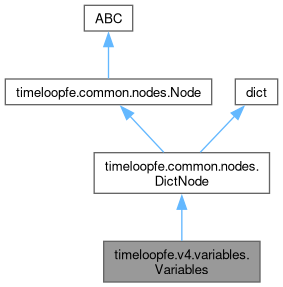 ABC
timeloopfe.common.nodes.Node
dict
timeloopfe.common.nodes.
DictNode
timeloopfe.v4.variables.
Variables